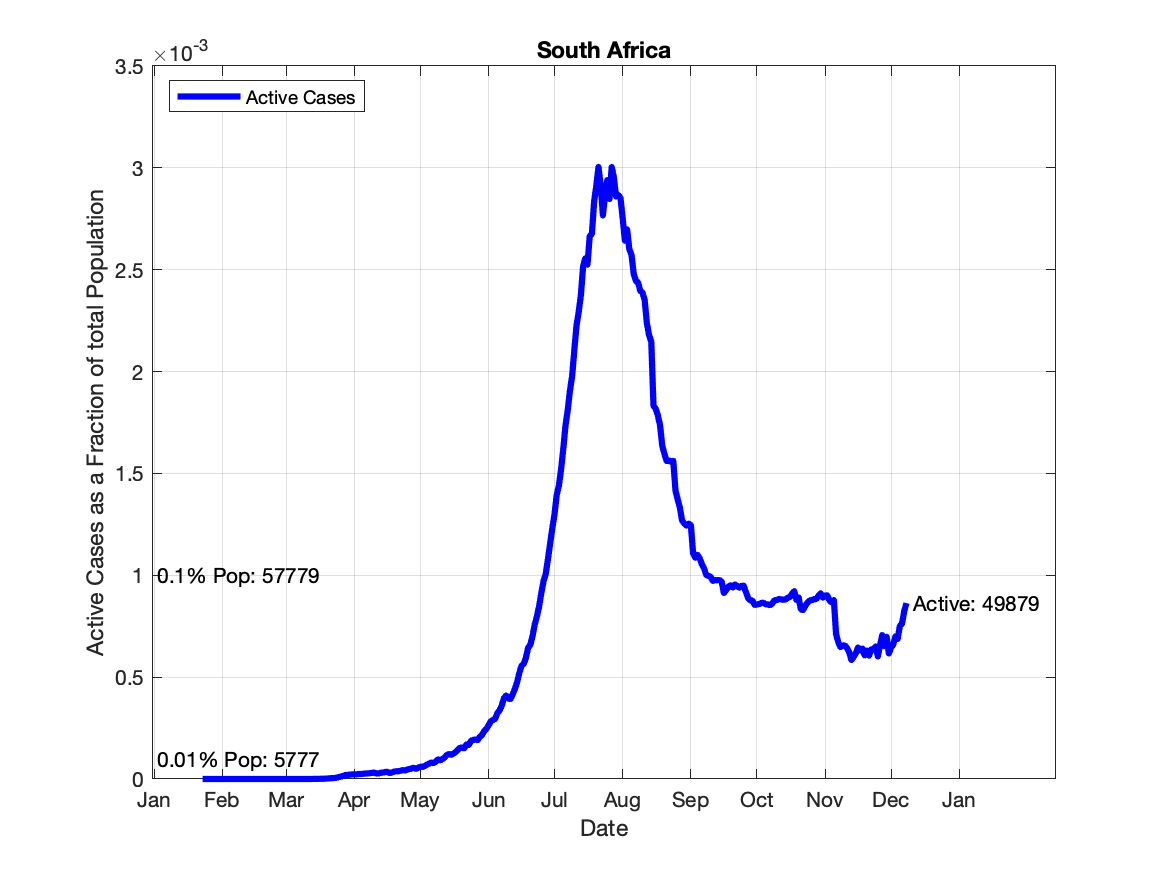 South Africa
×10-3
Active Cases
Active Cases as a Fraction of total Population
3.5
3
2.5
2
1.5
1
0.5
0
0.1% Pop: 57779
0.01% Pop: 5777
Active: 49879
Jan Feb Mar Apr May Jun Jul Aug Sep Oct Nov Dec Jan
Date